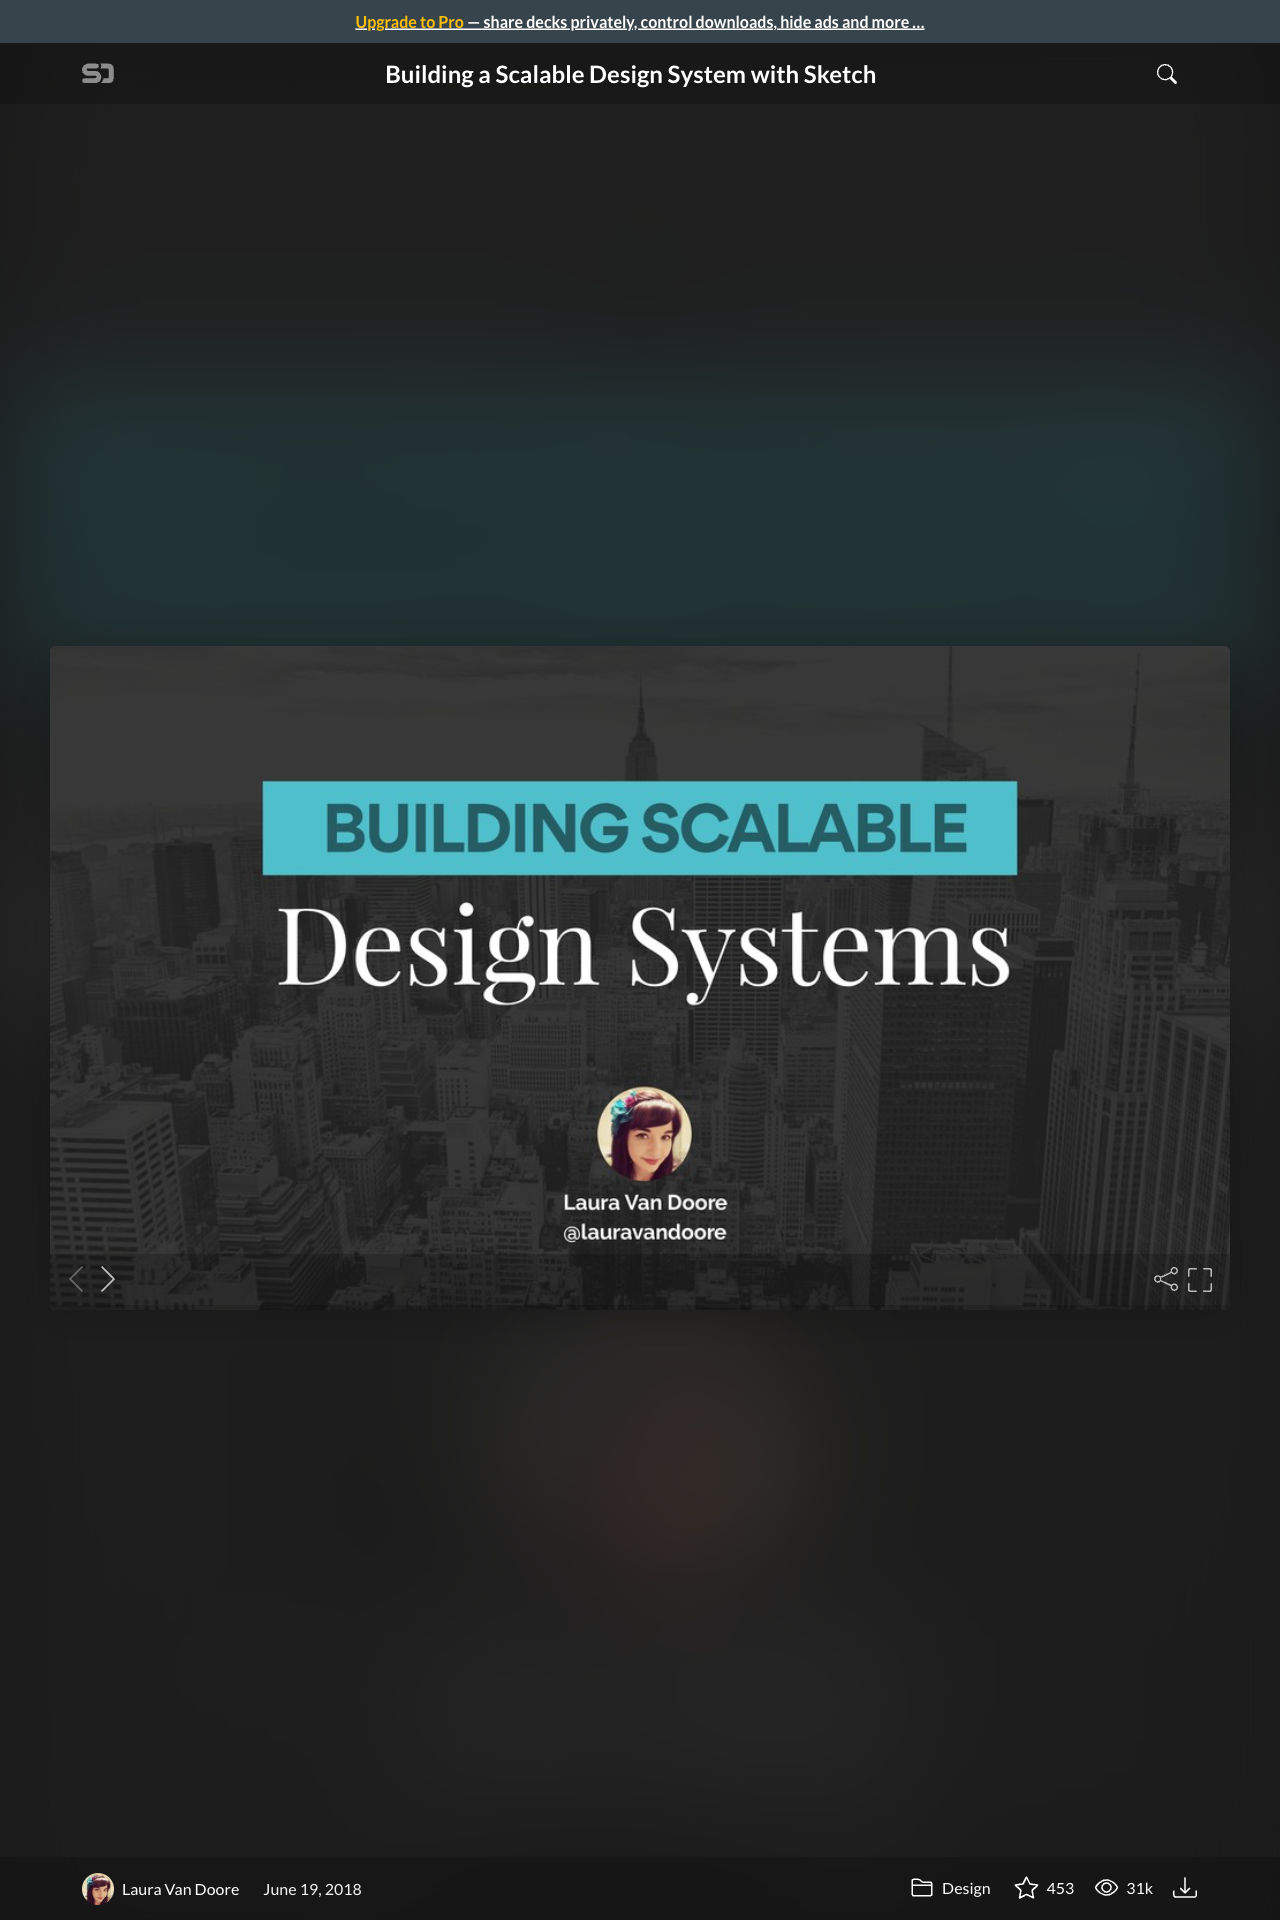 Upgrade to Pro — share decks privately, control downloads, hide ads and more …
SD
Building a Scalable Design System with Sketch
BUILDING SCALABLE
Design Systems
Laura Van Doore
@lauravandoore
Laura Van Doore June 19, 2018 Design 453 31k